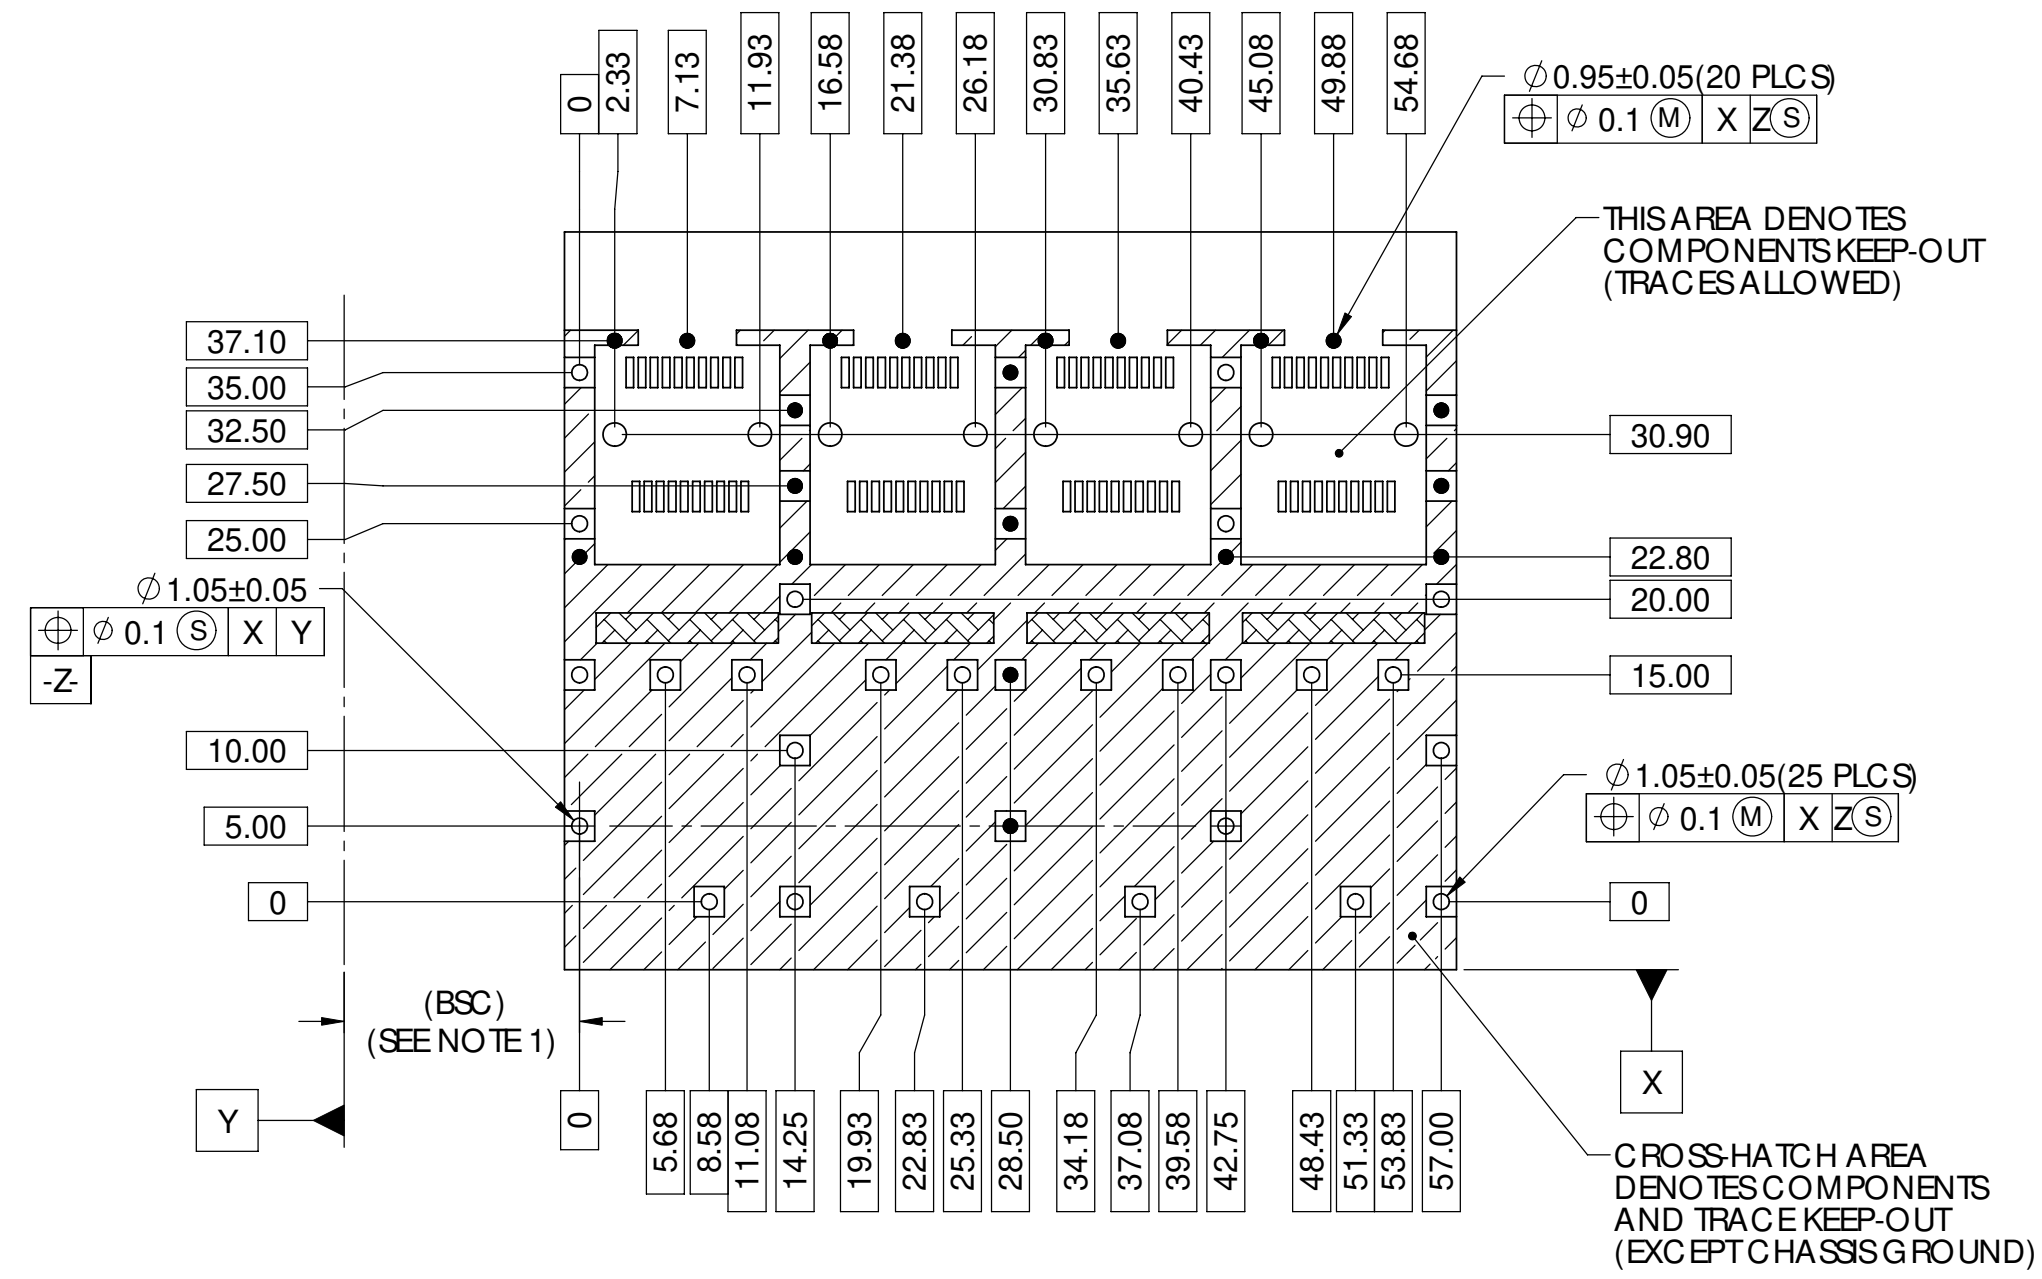 0
2.33
7.13
11.93
16.58
21.38
26.18
30.83
35.63
40.43
45.08
49.88
54.68
⌀ 0.95±0.05(20 PLCS)
⌖ ⌀ 0.1 Ⓜ X ZⓈ
THIS AREA DENOTES
COMPONENTS KEEP-OUT
(TRACES ALLOWED)
37.10
35.00
32.50
27.50
25.00
30.90
22.80
20.00
15.00
⌀ 1.05±0.05
⌖ ⌀ 0.1 Ⓢ X Y
-Z-
10.00
5.00
0
⌀ 1.05±0.05(25 PLCS)
⌖ ⌀ 0.1 Ⓜ X ZⓈ
0
(BSC)
(SEE NOTE 1)
Y
X
0
5.68
8.58
11.08
14.25
19.93
22.83
25.33
28.50
34.18
37.08
39.58
42.75
48.43
51.33
53.83
57.00
CROSS-HATCH AREA
DENOTES COMPONENTS
AND TRACE KEEP-OUT
(EXCEPT CHASSIS GROUND)